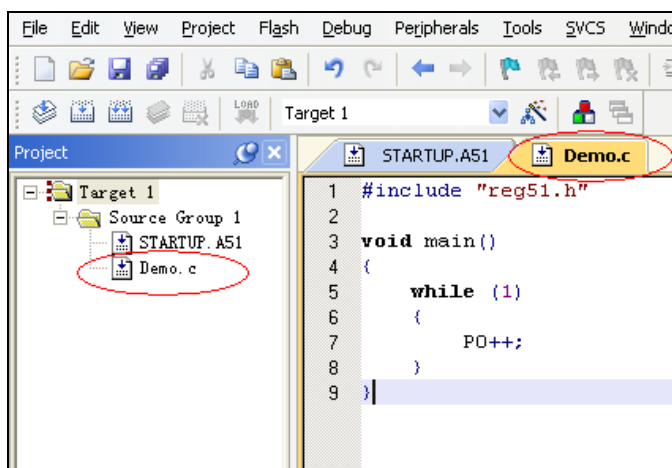 File Edit View Project Flash Debug Peripherals Tools SVCS Windo
LOAD Target 1
Project
STARTUP.A51 Demo.c
Target 1
Source Group 1
STARTUP.A51
Demo.c
1 #include "reg51.h"
2
3 void main()
4 {
5 while (1)
6 {
7 P0++;
8 }
9 }